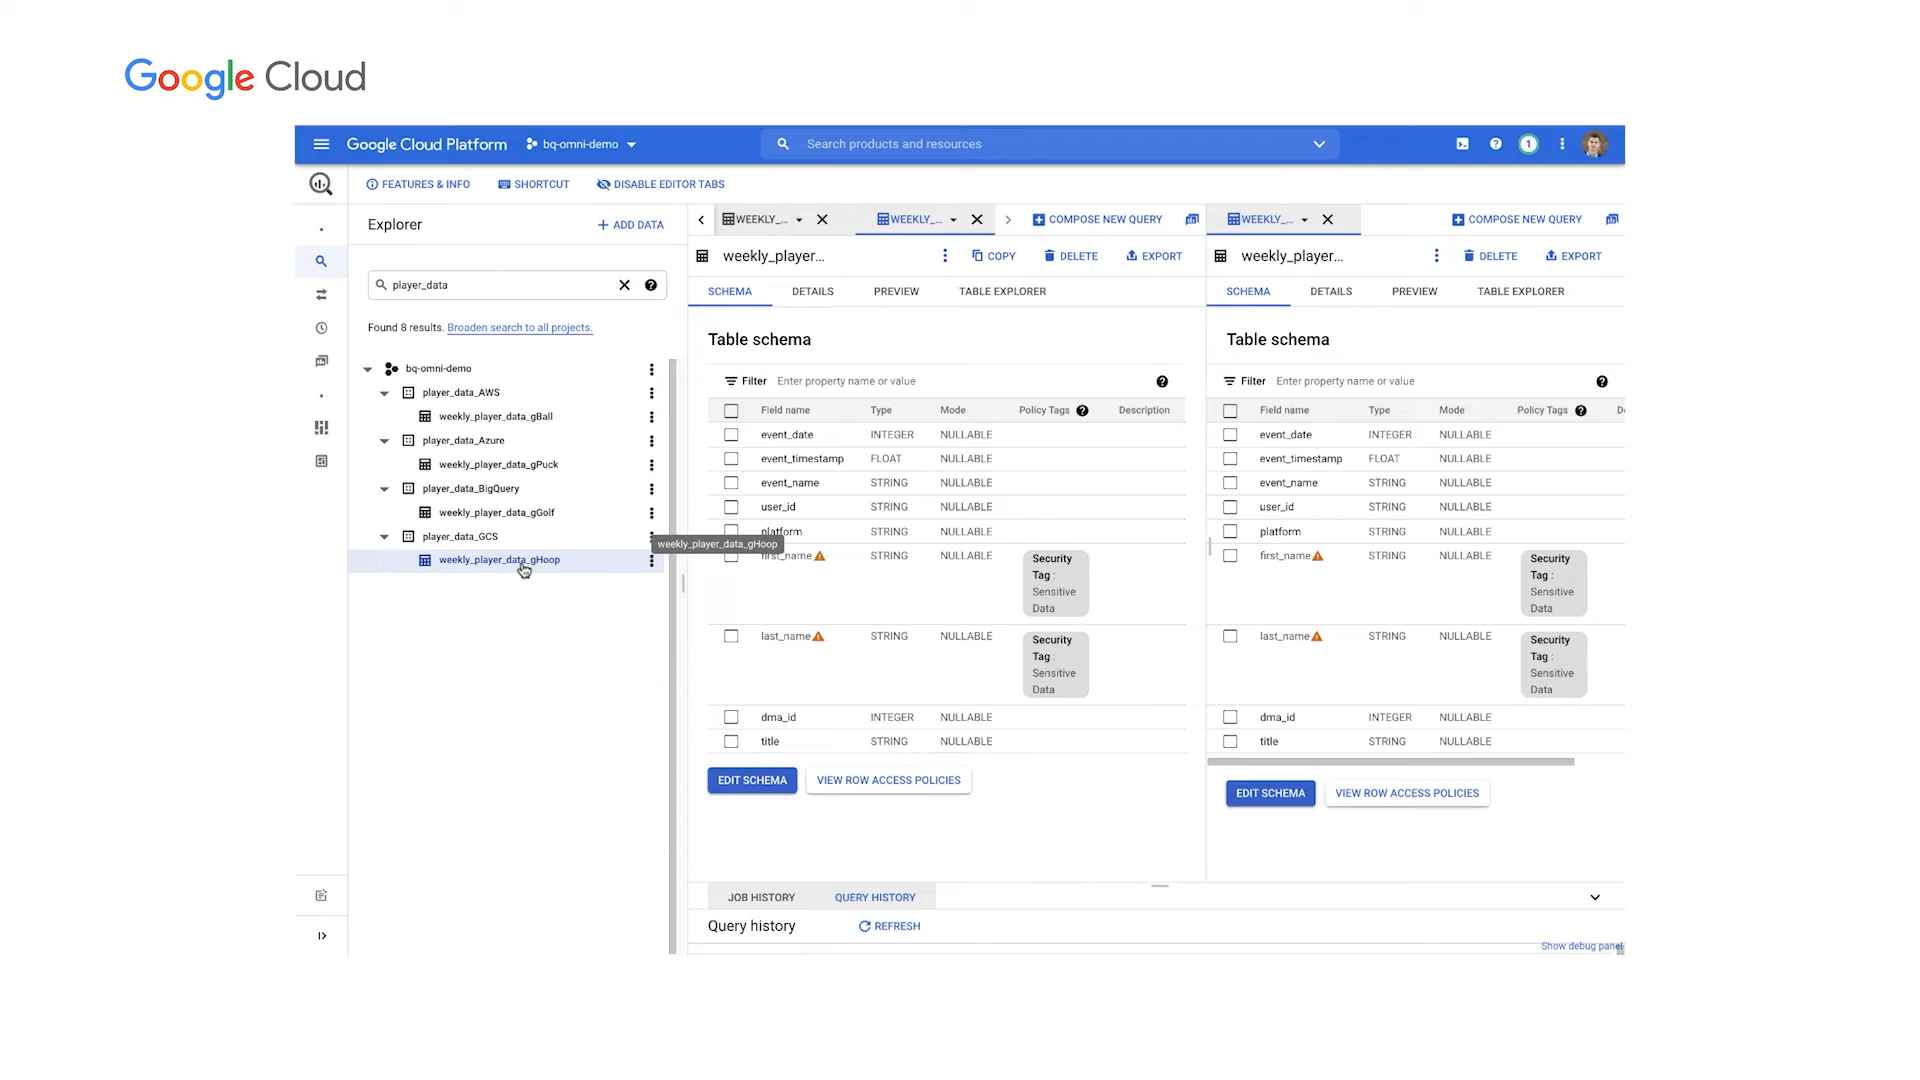 Google Cloud
Google Cloud Platform bq-omni-demo Search products and resources 1
FEATURES & INFO SHORTCUT DISABLE EDITOR TABS
Explorer + ADD DATA
WEEKLY_... WEEKLY_... COMPOSE NEW QUERY WEEKLY_... COMPOSE NEW QUERY
weekly_player... COPY DELETE EXPORT weekly_player... DELETE EXPORT
player_data
SCHEMA DETAILS PREVIEW TABLE EXPLORER SCHEMA DETAILS PREVIEW TABLE EXPLORER
Found 8 results. Broaden search to all projects.
bq-omni-demo
player_data_AWS
weekly_player_data_gBall
player_data_Azure
weekly_player_data_gPuck
player_data_BigQuery
weekly_player_data_gGolf
player_data_GCS
weekly_player_data_gHoop
weekly_player_data_gHoop
Table schema
Filter Enter property name or value
Field name Type Mode Policy Tags Description
event_date INTEGER NULLABLE
event_timestamp FLOAT NULLABLE
event_name STRING NULLABLE
user_id STRING NULLABLE
platform STRING NULLABLE
first_name STRING NULLABLE Security
Tag :
Sensitive
Data
last_name STRING NULLABLE Security
Tag :
Sensitive
Data
dma_id INTEGER NULLABLE
title STRING NULLABLE
EDIT SCHEMA VIEW ROW ACCESS POLICIES
Table schema
Filter Enter property name or value
Field name Type Mode Policy Tags
event_date INTEGER NULLABLE
event_timestamp FLOAT NULLABLE
event_name STRING NULLABLE
user_id STRING NULLABLE
platform STRING NULLABLE
first_name STRING NULLABLE Security
Tag :
Sensitive
Data
last_name STRING NULLABLE Security
Tag :
Sensitive
Data
dma_id INTEGER NULLABLE
title STRING NULLABLE
EDIT SCHEMA VIEW ROW ACCESS POLICIES
JOB HISTORY QUERY HISTORY
Query history REFRESH
Show debug panel